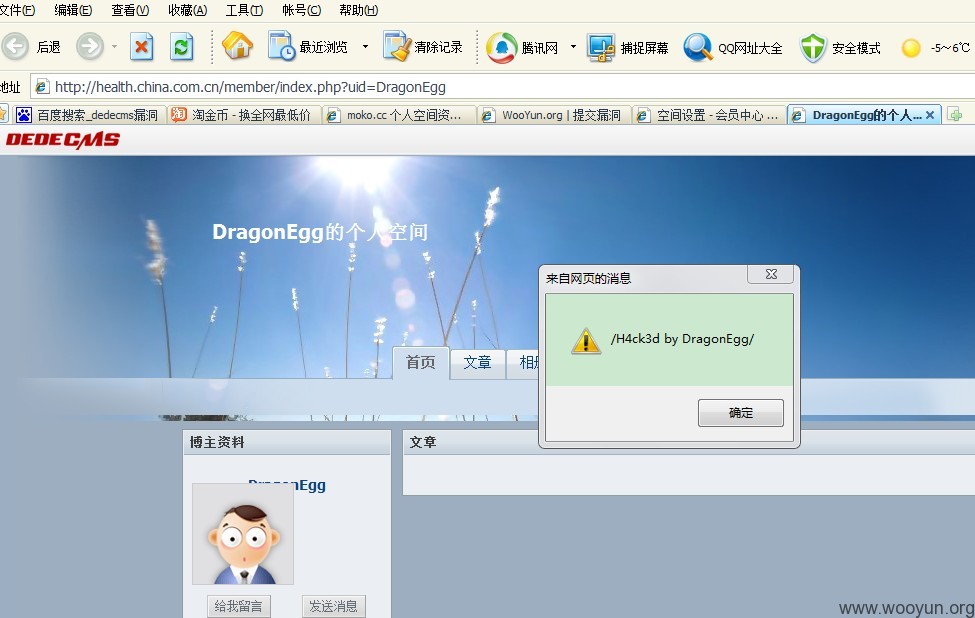 文件(F) 编辑(E) 查看(V) 收藏(A) 工具(T) 帐号(C) 帮助(H)
后退 最近浏览 清除记录 腾讯网 捕捉屏幕 QQ网址大全 安全模式 -5~6℃
地址 http://health.china.com.cn/member/index.php?uid=DragonEgg
百度搜索_dedecms漏洞 淘金币 - 换全网最低价 moko.cc 个人空间资... WooYun.org | 提交漏洞 空间设置 - 会员中心 ... DragonEgg的个人...
DEDECMS
DragonEgg的个人空间
来自网页的消息
/H4ck3d by DragonEgg/
确定
首页 文章 相册
博主资料 文章
DragonEgg
给我留言 发送消息
www.wooyun.org